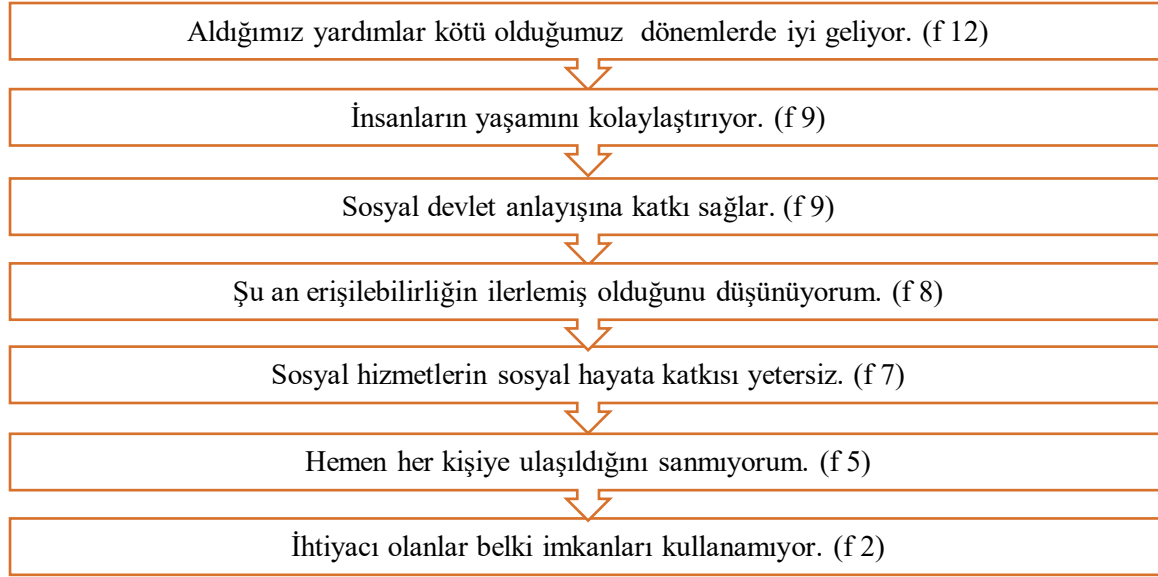 Aldığımız yardımlar kötü olduğumuz dönemlerde iyi geliyor. (f 12)
İnsanların yaşamını kolaylaştırıyor. (f 9)
Sosyal devlet anlayışına katkı sağlar. (f 9)
Şu an erişilebilirliğin ilerlemiş olduğunu düşünüyorum. (f 8)
Sosyal hizmetlerin sosyal hayata katkısı yetersiz. (f 7)
Hemen her kişiye ulaşıldığını sanmıyorum. (f 5)
İhtiyacı olanlar belki imkanları kullanamıyor. (f 2)